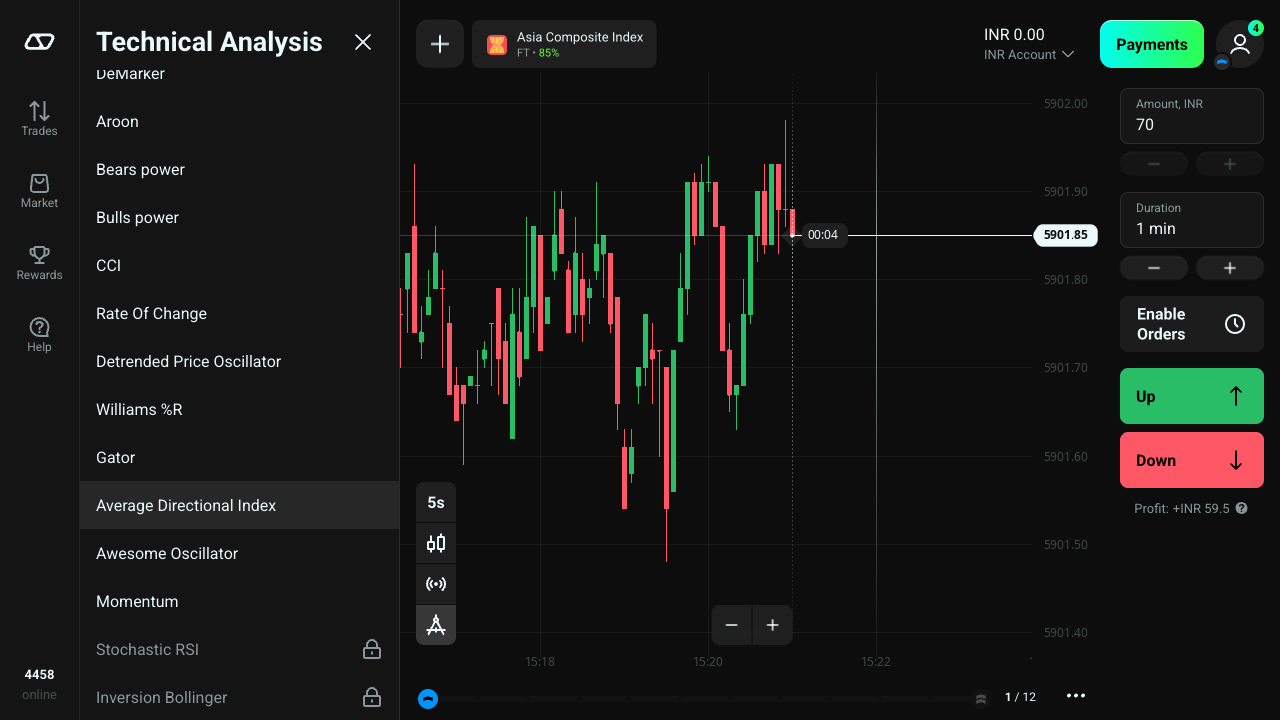 Technical Analysis
DeMarker
Aroon
Bears power
Bulls power
CCI
Rate Of Change
Detrended Price Oscillator
Williams %R
Gator
Average Directional Index
Awesome Oscillator
Momentum
Stochastic RSI
Inversion Bollinger
Trades
Market
Rewards
Help
4458
online
Asia Composite Index
FT • 85%
INR 0.00
INR Account
Payments
4
5902.00
5901.90
5901.85
5901.80
5901.70
5901.60
5901.50
5901.40
00:04
5s
15:18
15:20
15:22
1 / 12
Amount, INR
70
Duration
1 min
Enable
Orders
Up
Down
Profit: +INR 59.5